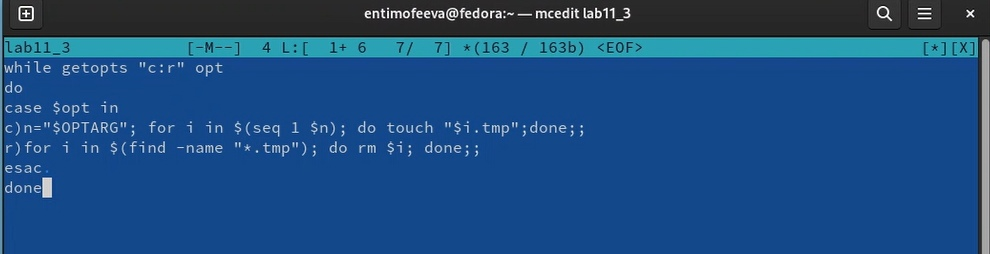 entimofeeva@fedora:~ — mcedit lab11_3
lab11_3 [-M--] 4 L:[ 1+ 6 7/ 7] *(163 / 163b) <EOF> [*][X]
while getopts "c:r" opt
do
case $opt in
c)n="$OPTARG"; for i in $(seq 1 $n); do touch "$i.tmp";done;;
r)for i in $(find -name "*.tmp"); do rm $i; done;;
esac.
done